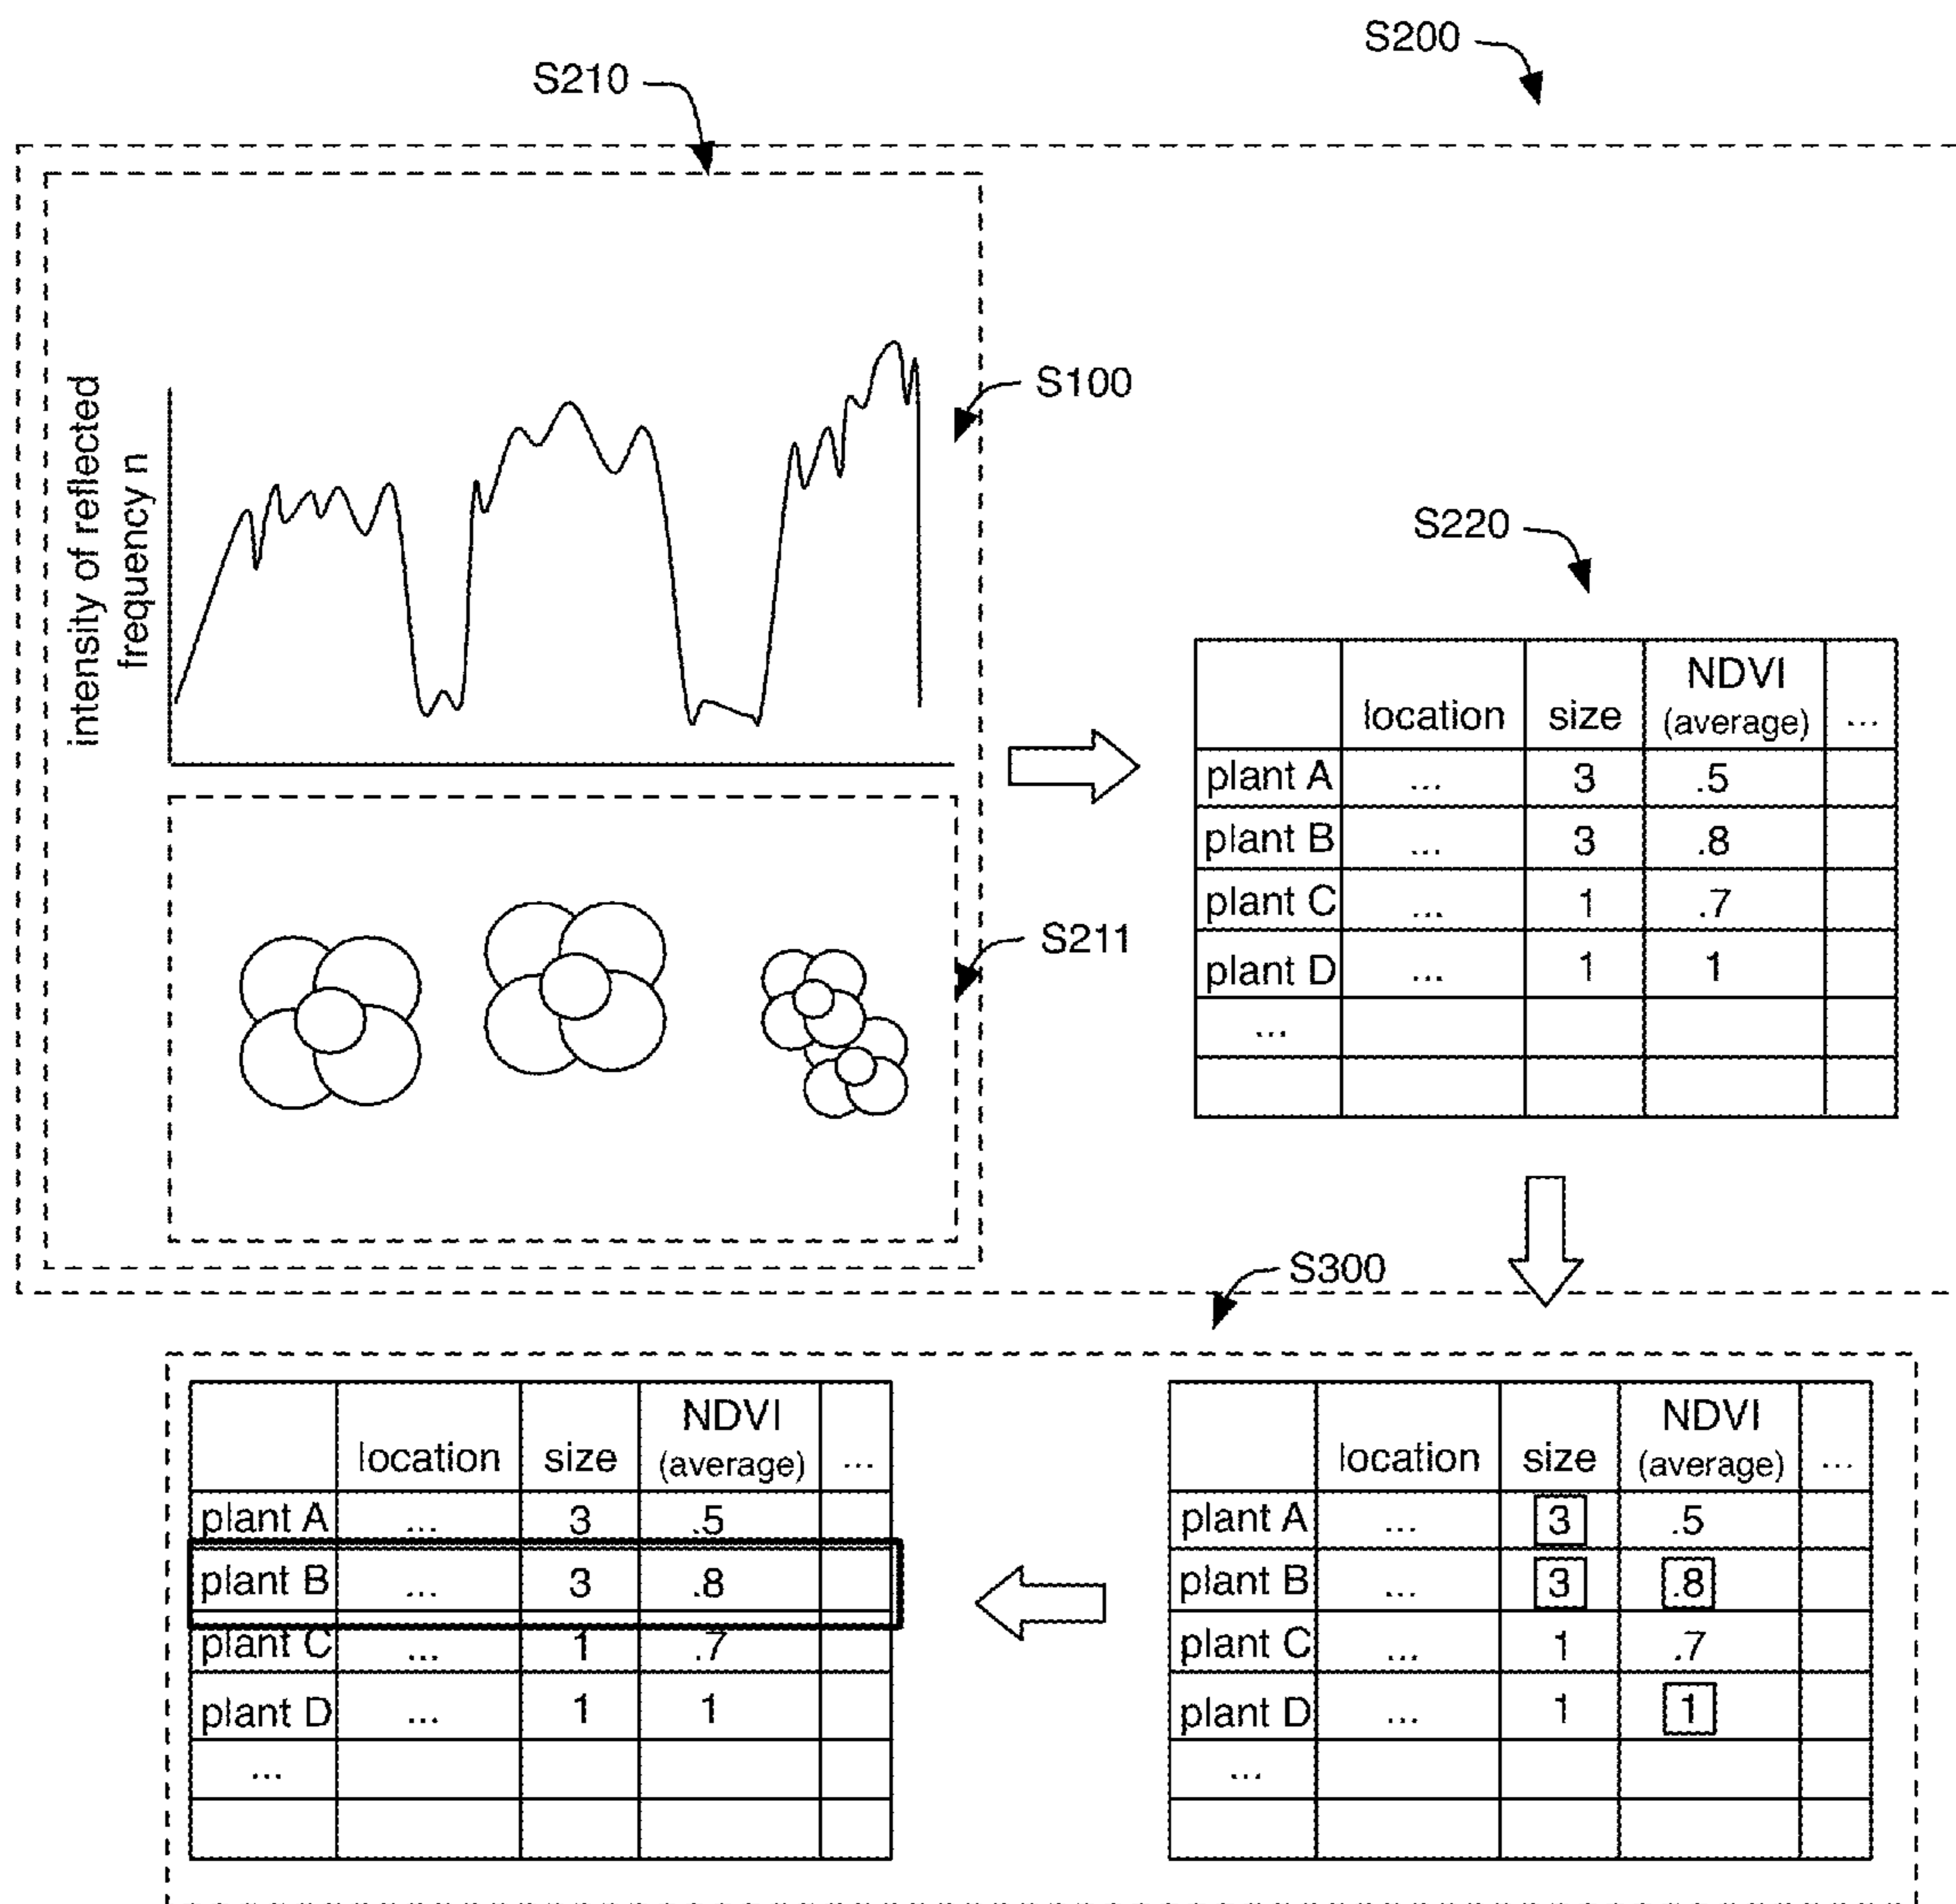 S200
S210
intensity of reflected
frequency n
S100
S220
location size NDVI (average) ...
plant A ... 3 .5
plant B ... 3 .8
plant C ... 1 .7
plant D ... 1 1
...
S211
S300
location size NDVI (average) ...
plant A ... 3 .5
plant B ... 3 .8
plant C ... 1 .7
plant D ... 1 1
...
location size NDVI (average) ...
plant A ... 3 .5
plant B ... 3 .8
plant C ... 1 .7
plant D ... 1 1
...